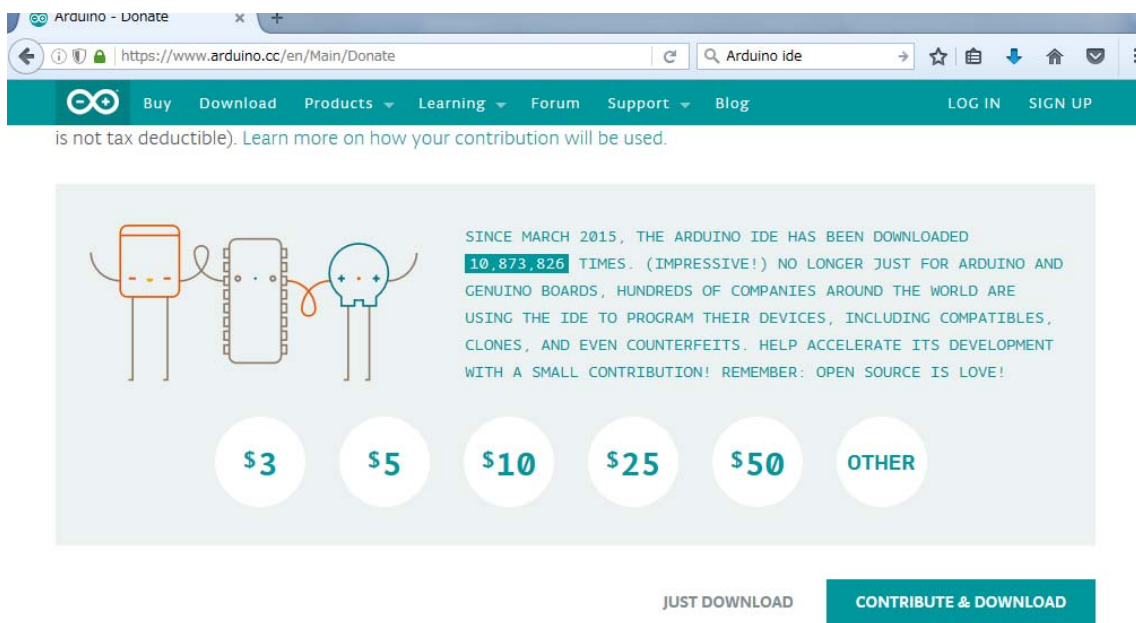 Arduino - Donate
https://www.arduino.cc/en/Main/Donate
Arduino ide
Buy Download Products Learning Forum Support Blog LOG IN SIGN UP
is not tax deductible). Learn more on how your contribution will be used.
SINCE MARCH 2015, THE ARDUINO IDE HAS BEEN DOWNLOADED
10,873,826 TIMES. (IMPRESSIVE!) NO LONGER JUST FOR ARDUINO AND
GENUINO BOARDS, HUNDREDS OF COMPANIES AROUND THE WORLD ARE
USING THE IDE TO PROGRAM THEIR DEVICES, INCLUDING COMPATIBLES,
CLONES, AND EVEN COUNTERFEITS. HELP ACCELERATE ITS DEVELOPMENT
WITH A SMALL CONTRIBUTION! REMEMBER: OPEN SOURCE IS LOVE!
$3 $5 $10 $25 $50 OTHER
JUST DOWNLOAD CONTRIBUTE & DOWNLOAD